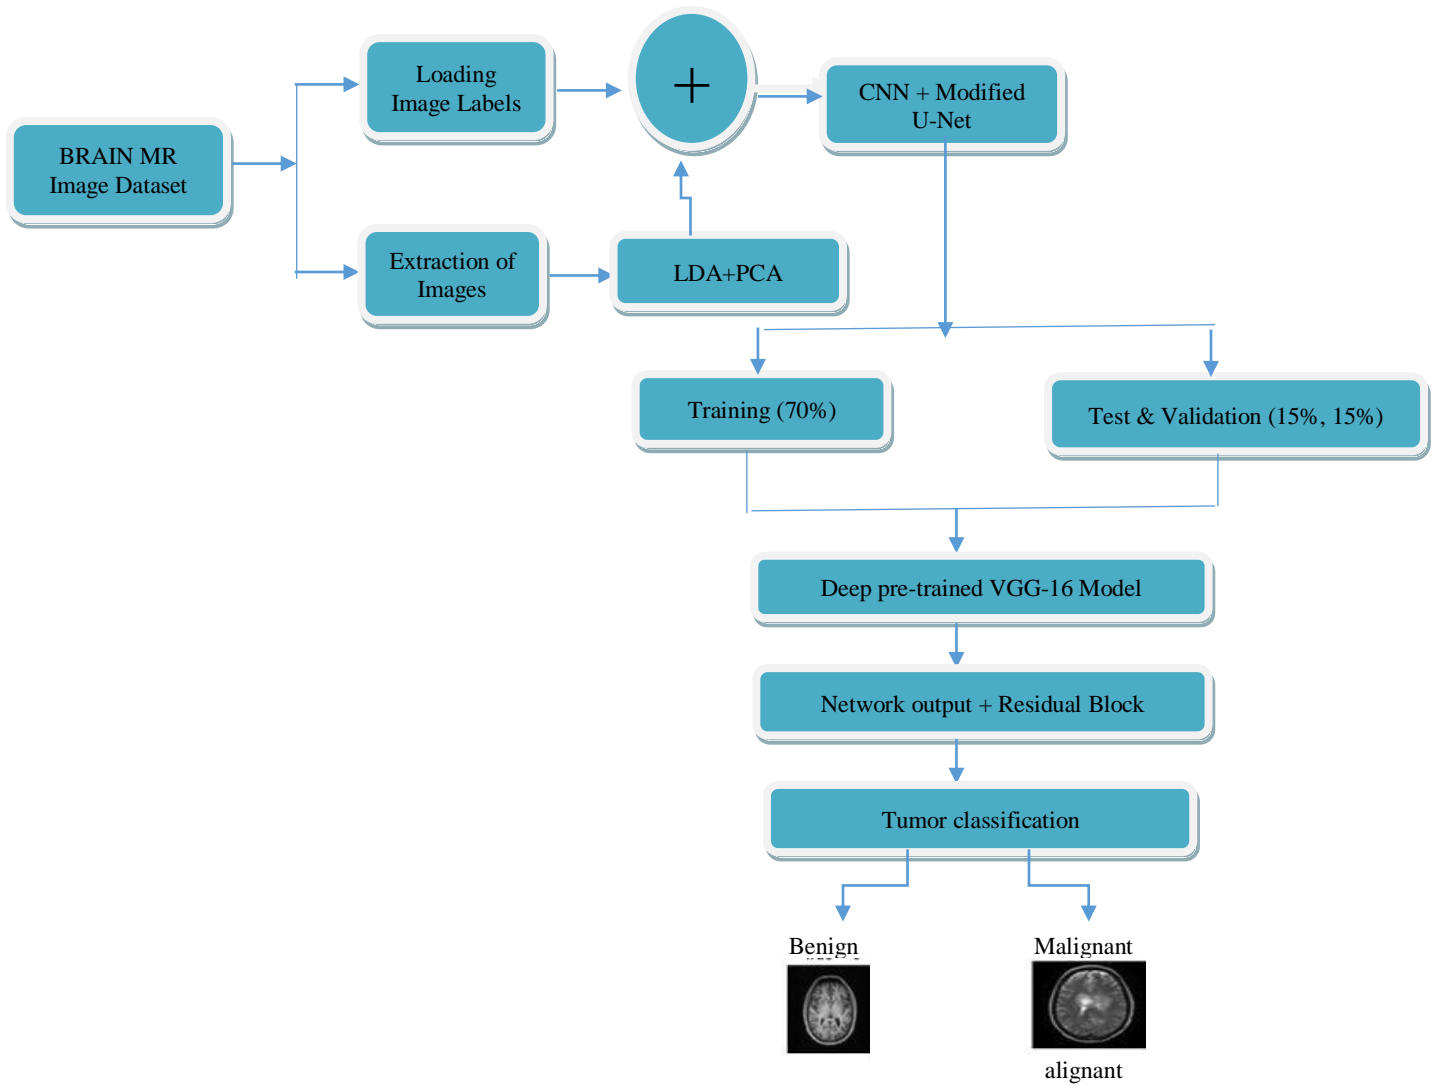 Loading
Image Labels
+
CNN + Modified
U-Net
BRAIN MR
Image Dataset
Extraction of
Images
LDA+PCA
Training (70%)
Test & Validation (15%, 15%)
Deep pre-trained VGG-16 Model
Network output + Residual Block
Tumor classification
Benign
Malignant
alignant